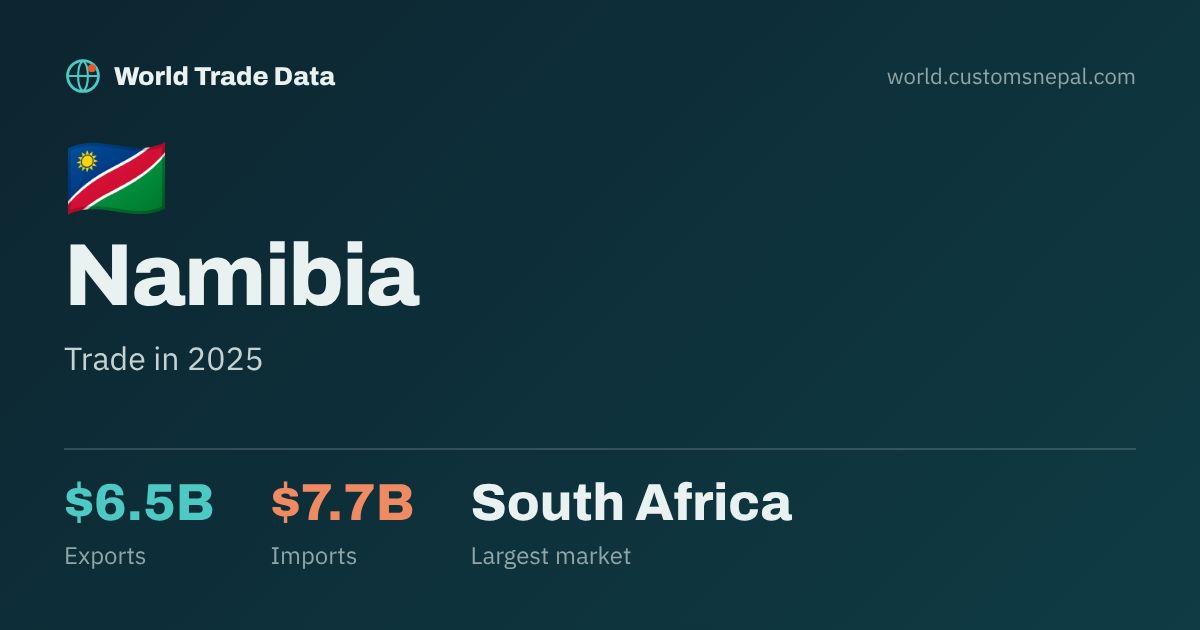 World Trade Data
world.customsnepal.com
Namibia
Trade in 2025
$6.5B $7.7B South Africa
Exports Imports Largest market